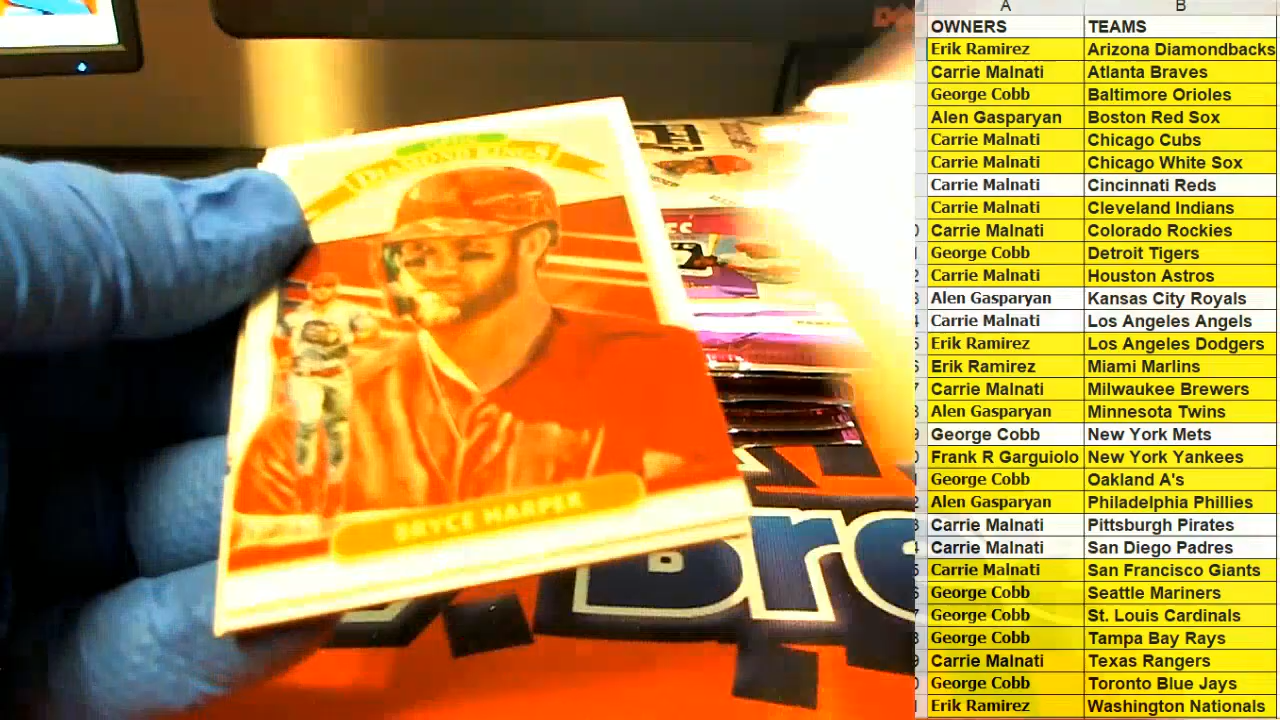 DIAMOND KINGS
BRYCE HARPER
A B
OWNERS TEAMS
Erik Ramirez Arizona Diamondbacks
Carrie Malnati Atlanta Braves
George Cobb Baltimore Orioles
Alen Gasparyan Boston Red Sox
Carrie Malnati Chicago Cubs
Carrie Malnati Chicago White Sox
Carrie Malnati Cincinnati Reds
Carrie Malnati Cleveland Indians
Carrie Malnati Colorado Rockies
George Cobb Detroit Tigers
Carrie Malnati Houston Astros
Alen Gasparyan Kansas City Royals
Carrie Malnati Los Angeles Angels
Erik Ramirez Los Angeles Dodgers
Erik Ramirez Miami Marlins
Carrie Malnati Milwaukee Brewers
Alen Gasparyan Minnesota Twins
George Cobb New York Mets
Frank R Garguiolo New York Yankees
George Cobb Oakland A's
Alen Gasparyan Philadelphia Phillies
Carrie Malnati Pittsburgh Pirates
Carrie Malnati San Diego Padres
Carrie Malnati San Francisco Giants
George Cobb Seattle Mariners
George Cobb St. Louis Cardinals
George Cobb Tampa Bay Rays
Carrie Malnati Texas Rangers
George Cobb Toronto Blue Jays
Erik Ramirez Washington Nationals